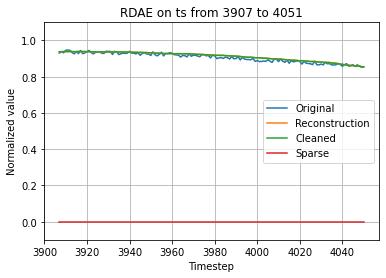 RDAE on ts from 3907 to 4051
Normalized value
1.0
0.8
0.6
0.4
0.2
0.0
Original
Reconstruction
Cleaned
Sparse
3900 3920 3940 3960 3980 4000 4020 4040
Timestep